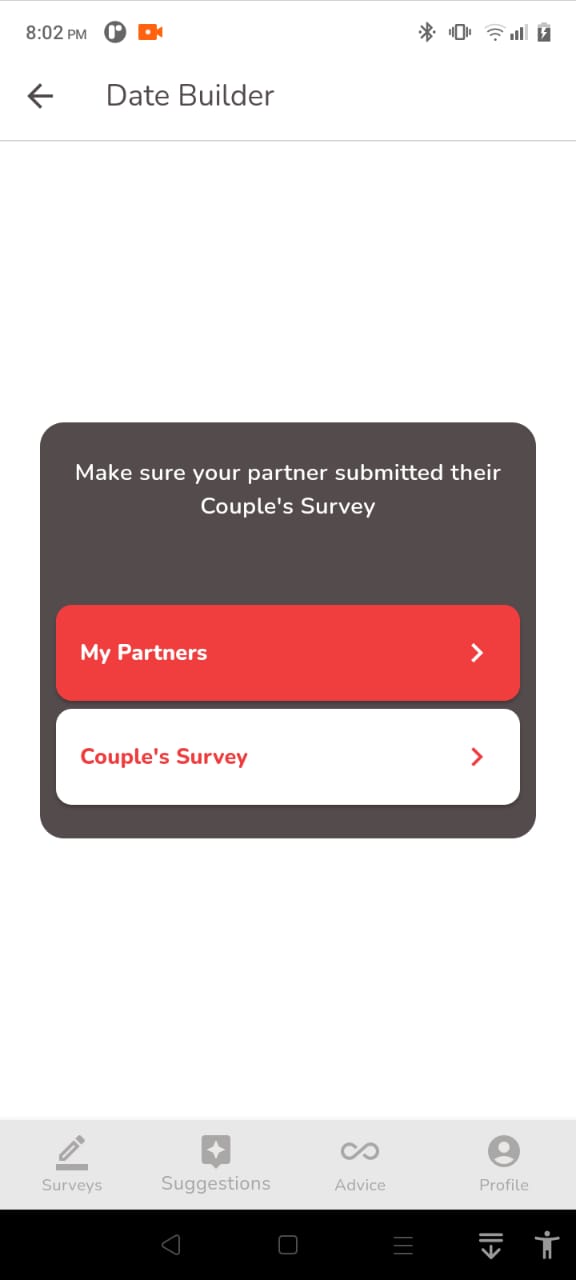 8:02 PM
Date Builder
Make sure your partner submitted their
Couple's Survey
My Partners
Couple's Survey
Surveys
Suggestions
Advice
Profile